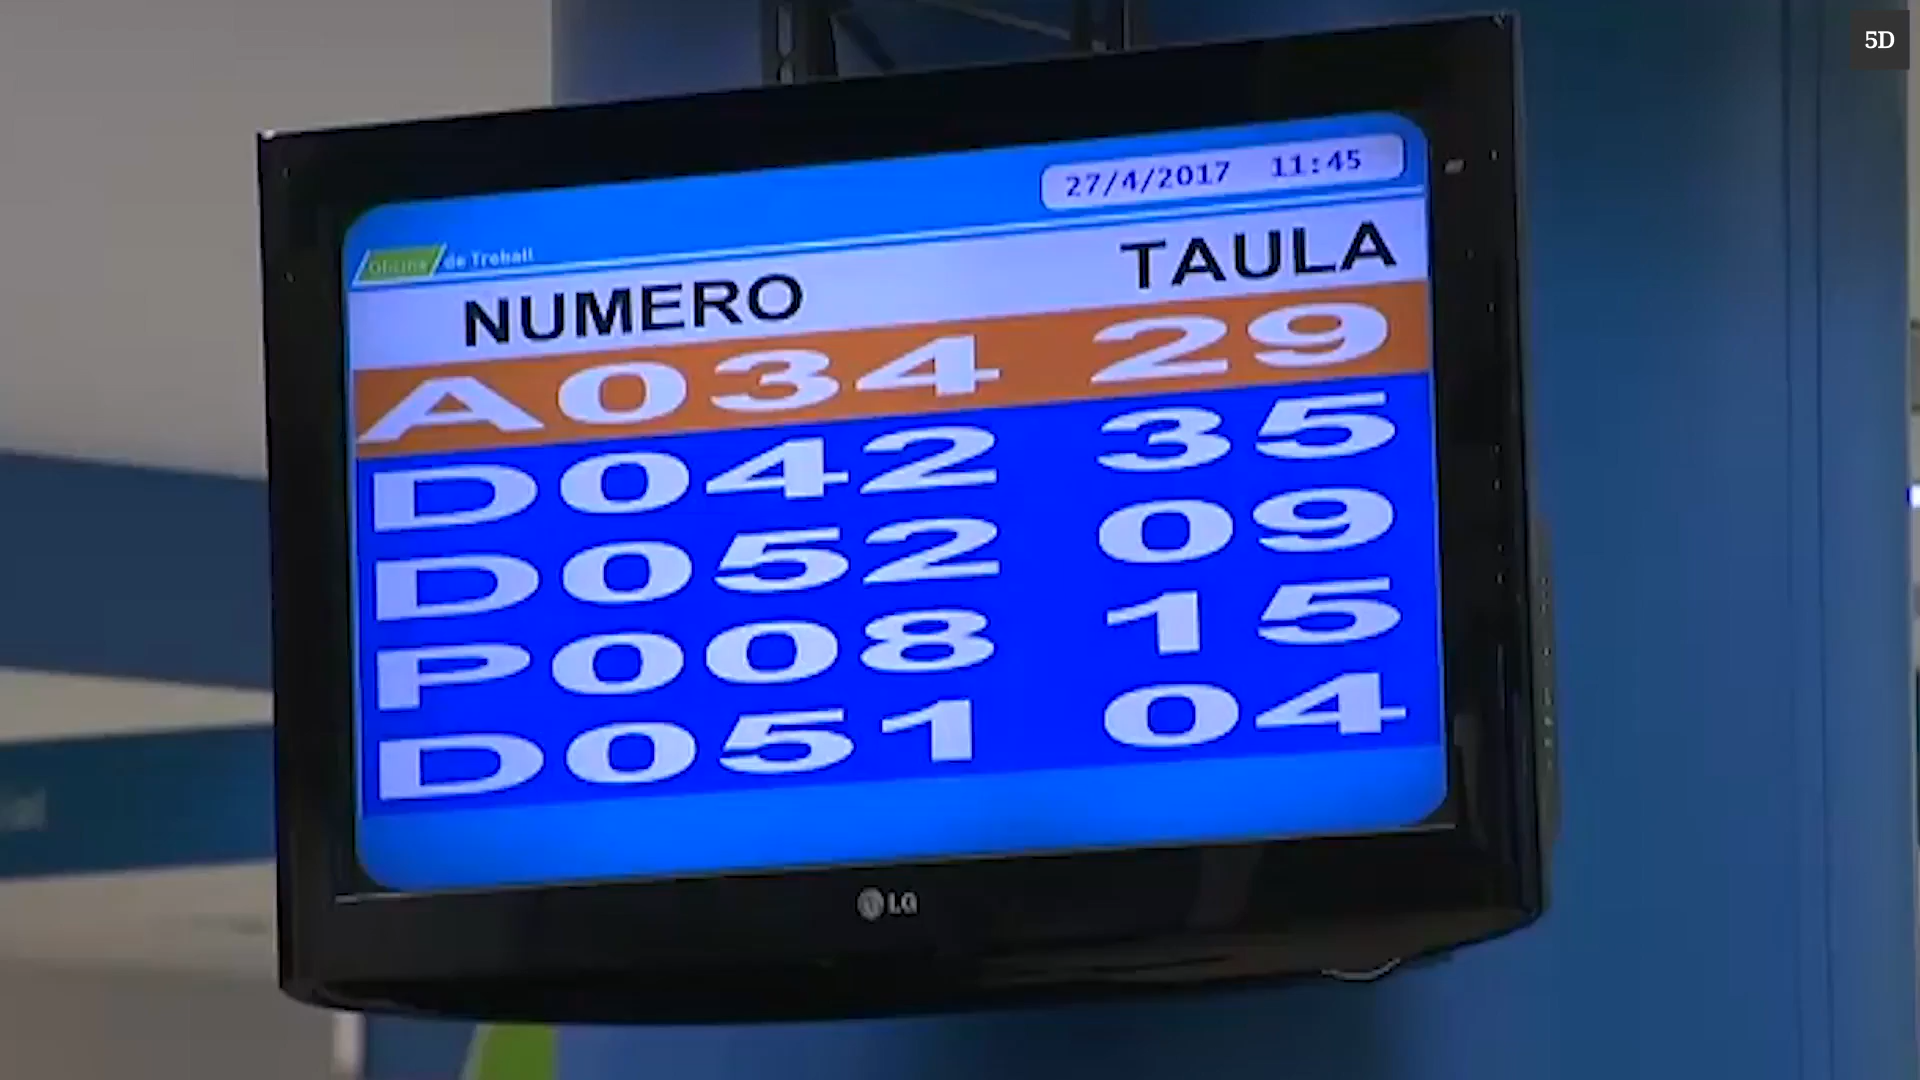 5D
27/4/2017 11:45
Oficina de Treball
NUMERO TAULA
A034 29
D042 35
D052 09
P008 15
D051 04
LG